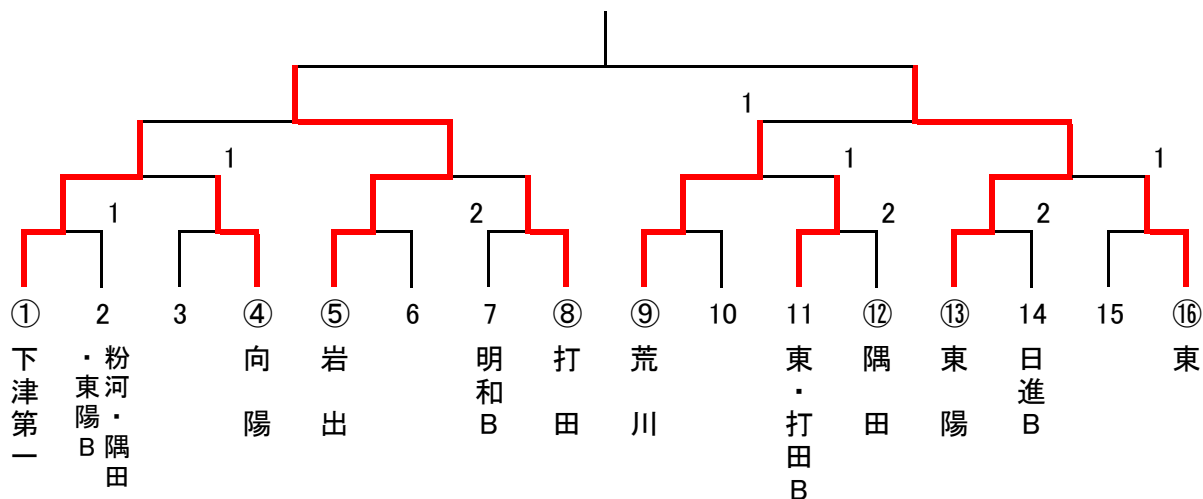 1
1 1 1
1 2 2 2
① 2 3 ④ ⑤ 6 7 ⑧ ⑨ 10 11 ⑫ ⑬ 14 15 ⑯
下津第一
粉河・隅田
・東陽B
向陽
岩出
明和B
打田
荒川
東・打田B
隅田
東陽
日進B
東